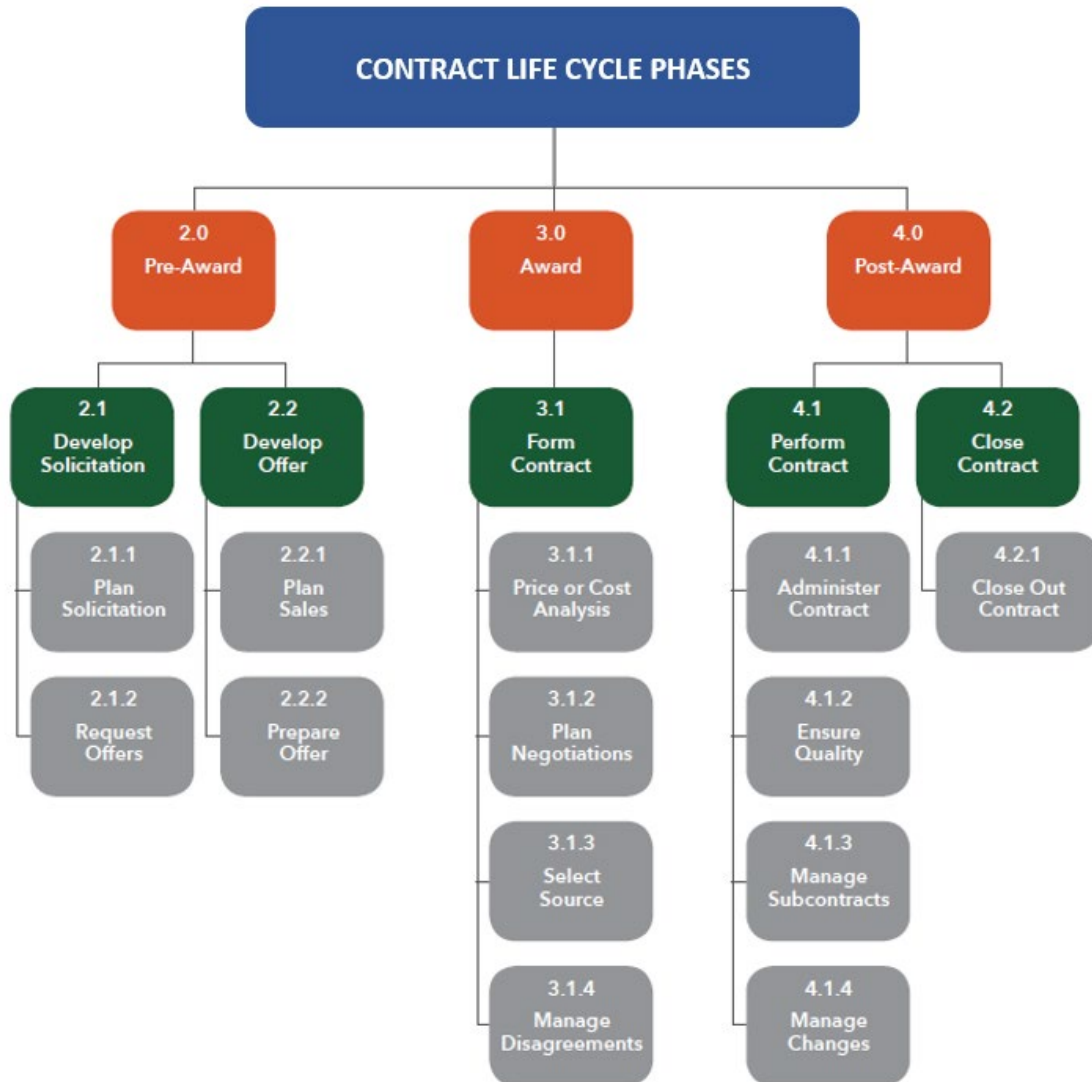 CONTRACT LIFE CYCLE PHASES
2.0
Pre-Award
3.0
Award
4.0
Post-Award
2.1
Develop
Solicitation
2.2
Develop
Offer
3.1
Form
Contract
4.1
Perform
Contract
4.2
Close
Contract
2.1.1
Plan
Solicitation
2.2.1
Plan
Sales
3.1.1
Price or Cost
Analysis
4.1.1
Administer
Contract
4.2.1
Close Out
Contract
2.1.2
Request
Offers
2.2.2
Prepare
Offer
3.1.2
Plan
Negotiations
4.1.2
Ensure
Quality
3.1.3
Select
Source
4.1.3
Manage
Subcontracts
3.1.4
Manage
Disagreements
4.1.4
Manage
Changes